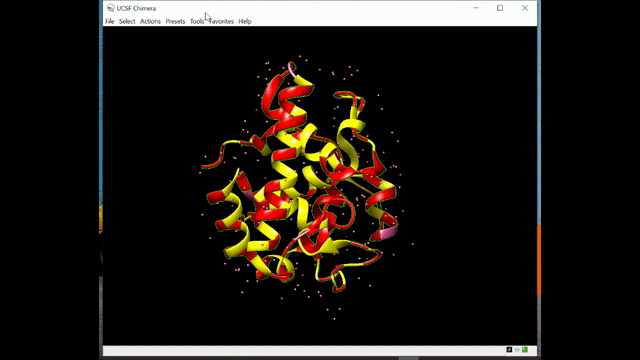 UCSF Chimera
File Select Actions Presets Tools Favorites Help